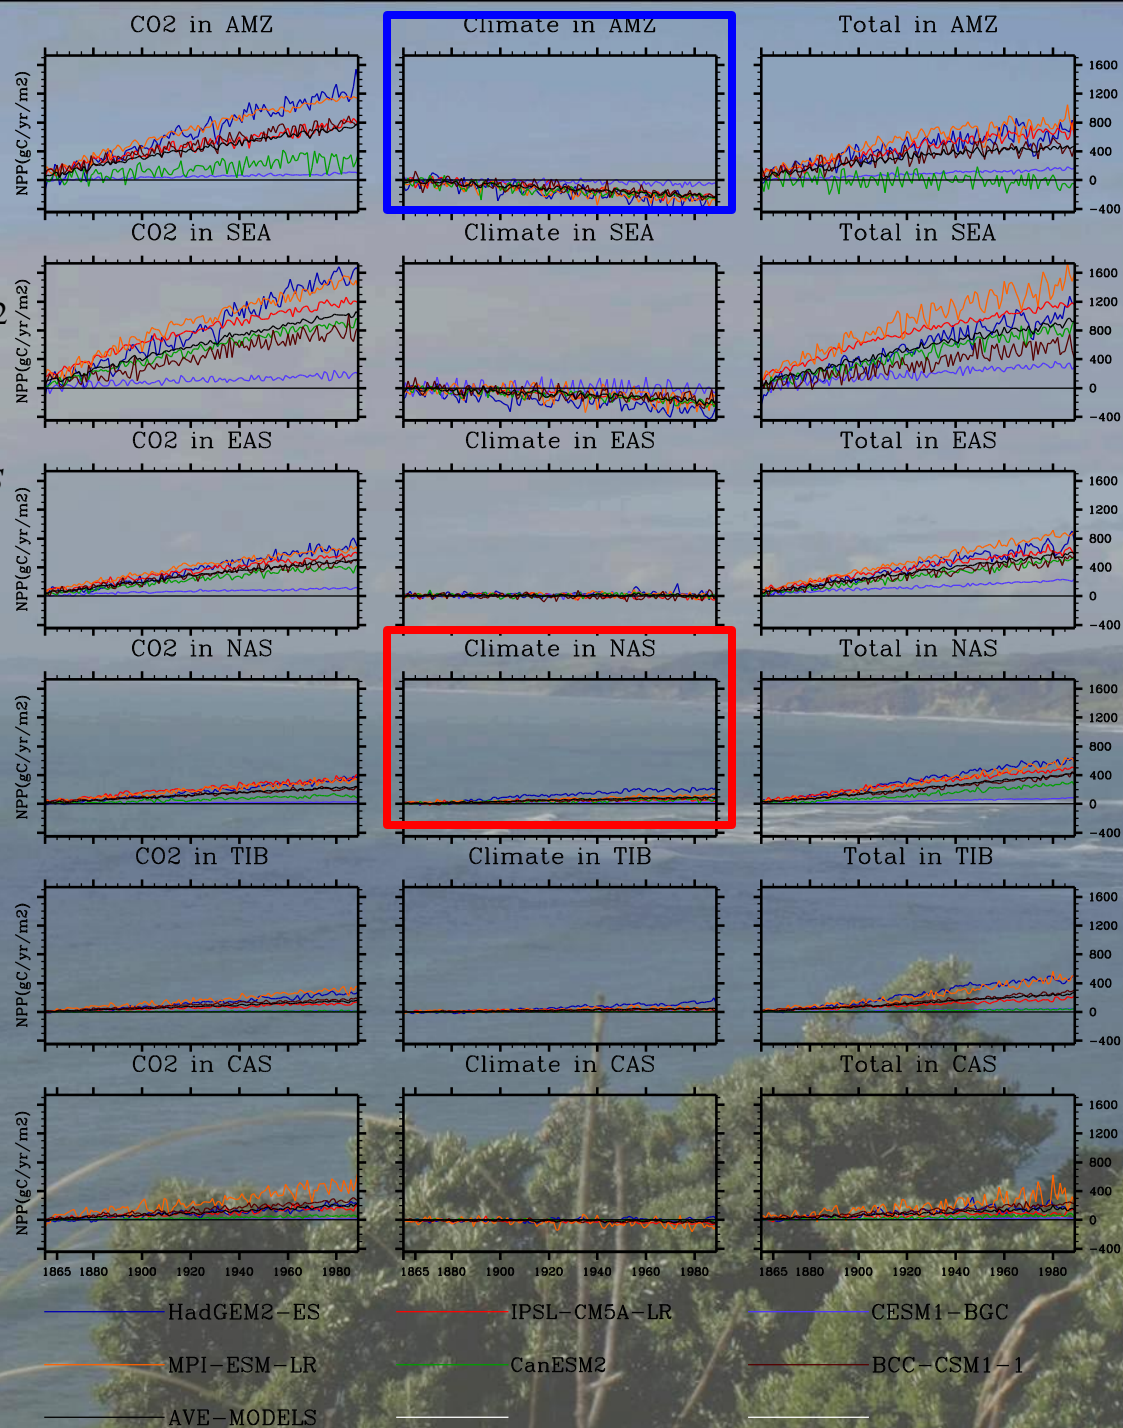 CO2 in AMZ Climate in AMZ Total in AMZ
NPP(gC/yr/m2)
1600
1200
800
400
0
-400
CO2 in SEA Climate in SEA Total in SEA
2
NPP(gC/yr/m2)
1600
1200
800
400
0
-400
CO2 in EAS Climate in EAS Total in EAS
NPP(gC/yr/m2)
1600
1200
800
400
0
-400
CO2 in NAS Climate in NAS Total in NAS
NPP(gC/yr/m2)
1600
1200
800
400
0
-400
CO2 in TIB Climate in TIB Total in TIB
NPP(gC/yr/m2)
1600
1200
800
400
0
-400
CO2 in CAS Climate in CAS Total in CAS
NPP(gC/yr/m2)
1600
1200
800
400
0
-400
1865 1880 1900 1920 1940 1960 1980 1865 1880 1900 1920 1940 1960 1980 1865 1880 1900 1920 1940 1960 1980
HadGEM2-ES IPSL-CM5A-LR CESM1-BGC
MPI-ESM-LR CanESM2 BCC-CSM1-1
AVE-MODELS